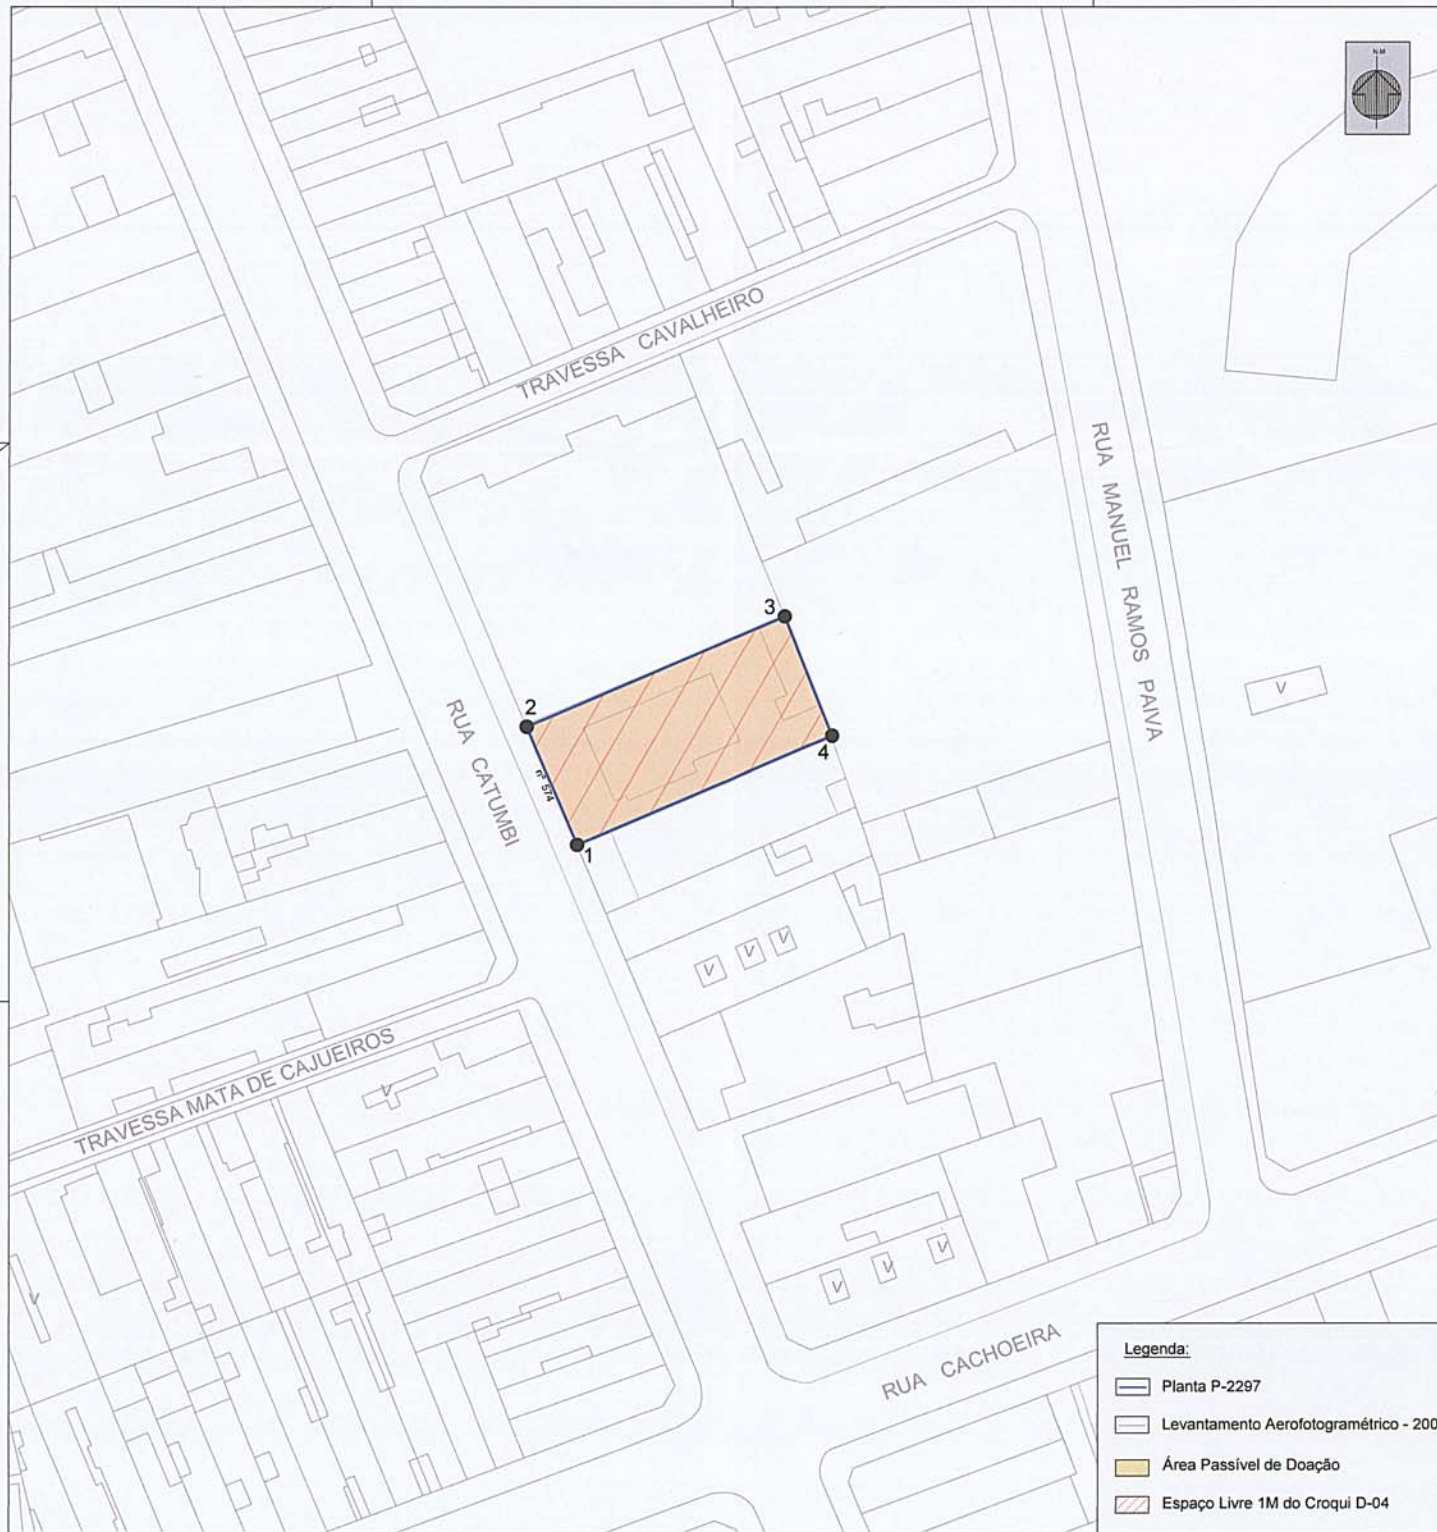 N.M
TRAVESSA CAVALHEIRO
RUA MANUEL RAMOS PAIVA
3
2
RUA CATUMBI
nº 574
4
V
1
V
V
V
TRAVESSA MATA DE CAJUEIROS
V
V
V
V
V
RUA CACHOEIRA
Legenda:
Planta P-2297
Levantamento Aerofotogramétrico - 200
Área Passível de Doação
Espaço Livre 1M do Croqui D-04